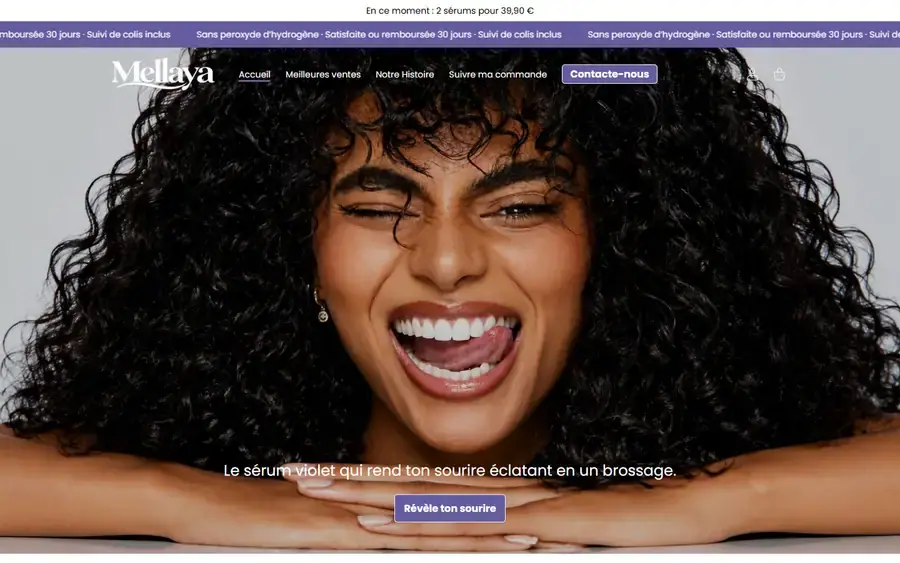 En ce moment : 2 sérums pour 39,90 €
remboursée 30 jours · Suivi de colis inclus Sans peroxyde d'hydrogène · Satisfaite ou remboursée 30 jours · Suivi de colis inclus Sans peroxyde d'hydrogène · Satisfaite ou remboursée 30 jours · Suivi
Mellaya Accueil Meilleures ventes Notre Histoire Suivre ma commande Contacte-nous
Le sérum violet qui rend ton sourire éclatant en un brossage.
Révèle ton sourire